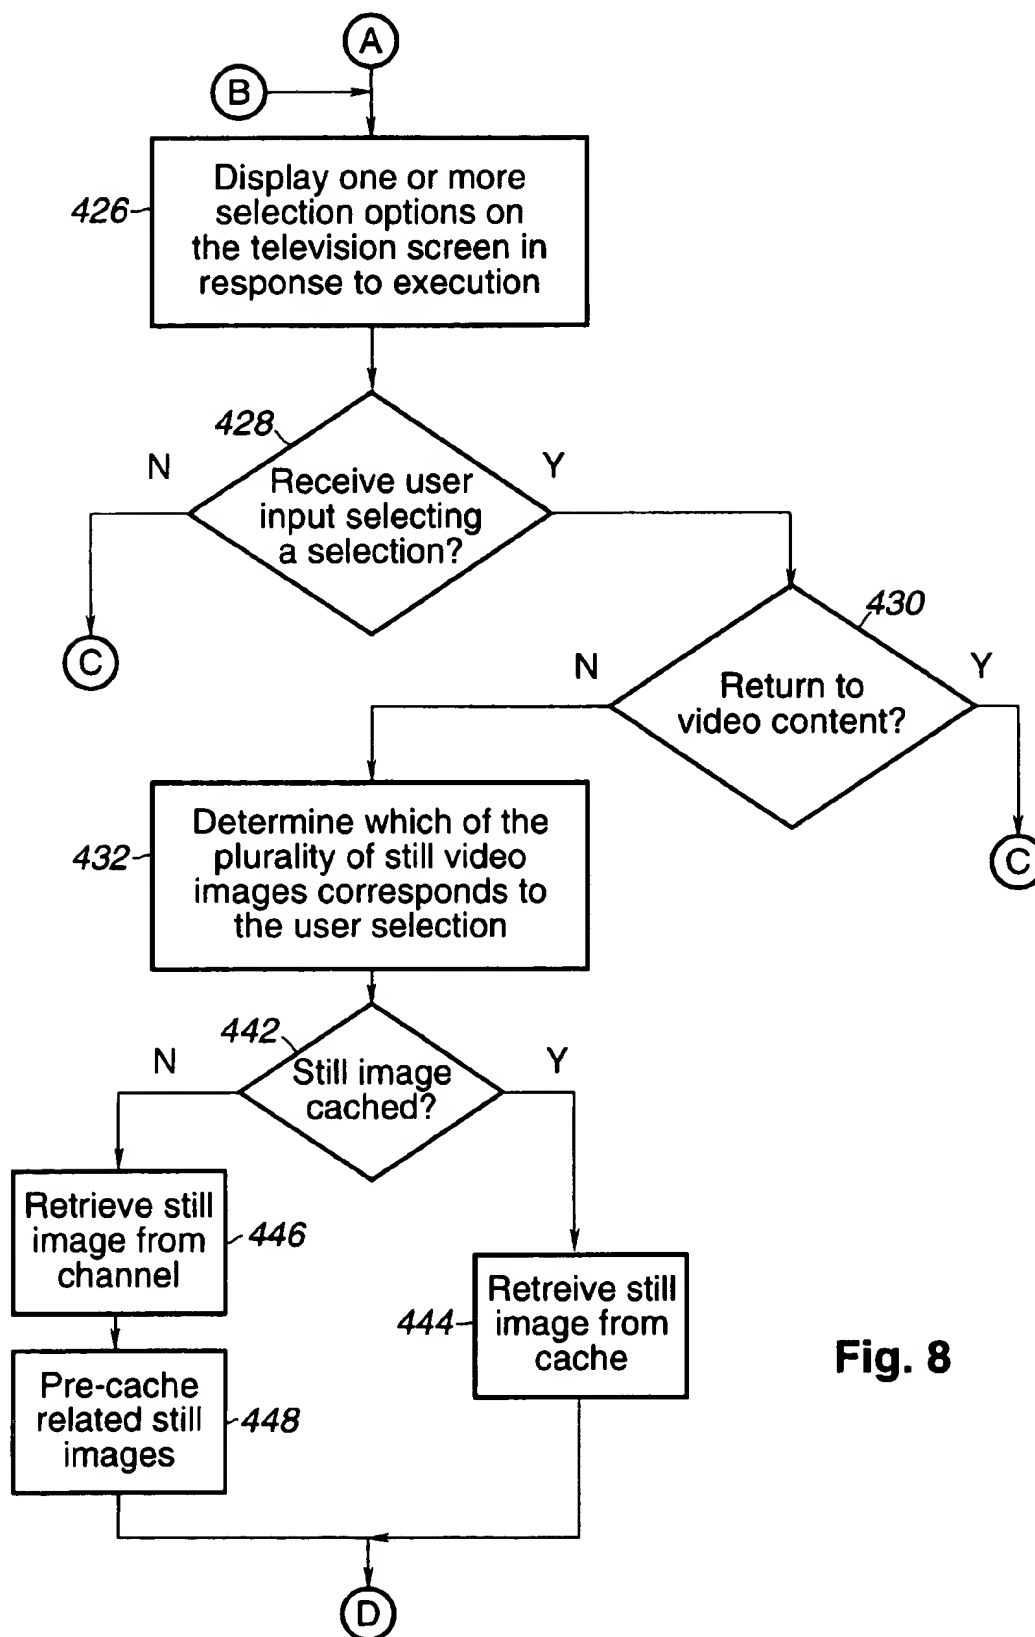 A
B
Display one or more
selection options on
the television screen in
response to execution
426
428
N
Y
Receive user
input selecting
a selection?
C
430
N
Y
Return to
video content?
C
Determine which of the
plurality of still video
images corresponds to
the user selection
432
442
N
Y
Still image
cached?
Retrieve still
image from
channel
446
Retreive still
image from
cache
444
Pre-cache
related still
images
448
D
Fig. 8